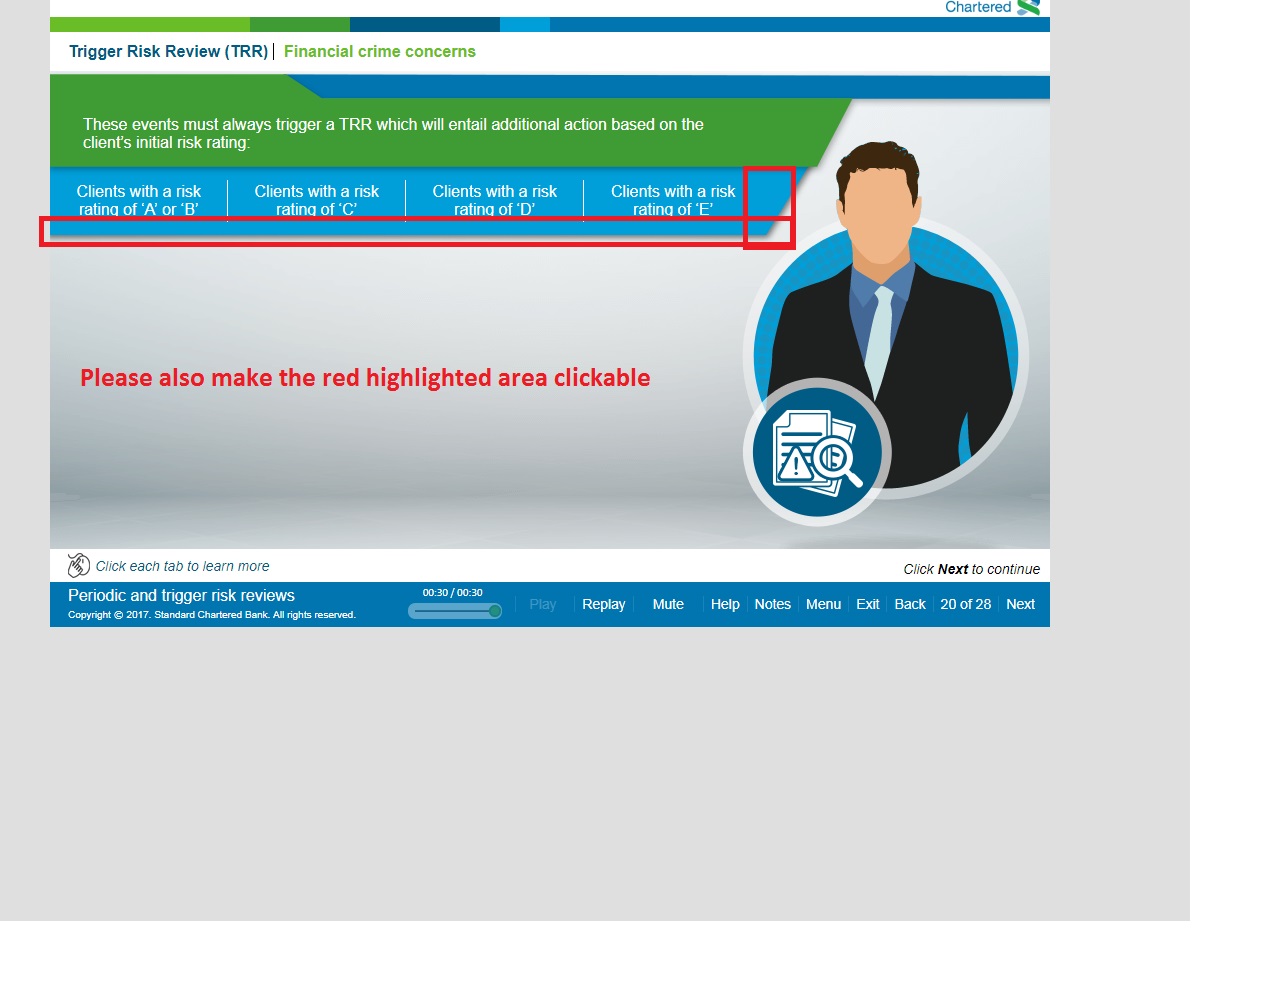 Chartered
Trigger Risk Review (TRR) | Financial crime concerns
These events must always trigger a TRR which will entail additional action based on the
client’s initial risk rating:
Clients with a risk
rating of ‘A’ or ‘B’
Clients with a risk
rating of ‘C’
Clients with a risk
rating of ‘D’
Clients with a risk
rating of ‘E’
Please also make the red highlighted area clickable
Click each tab to learn more
Click Next to continue
Periodic and trigger risk reviews
Copyright © 2017. Standard Chartered Bank. All rights reserved.
00:30 / 00:30
Play
Replay
Mute
Help
Notes
Menu
Exit
Back
20 of 28
Next